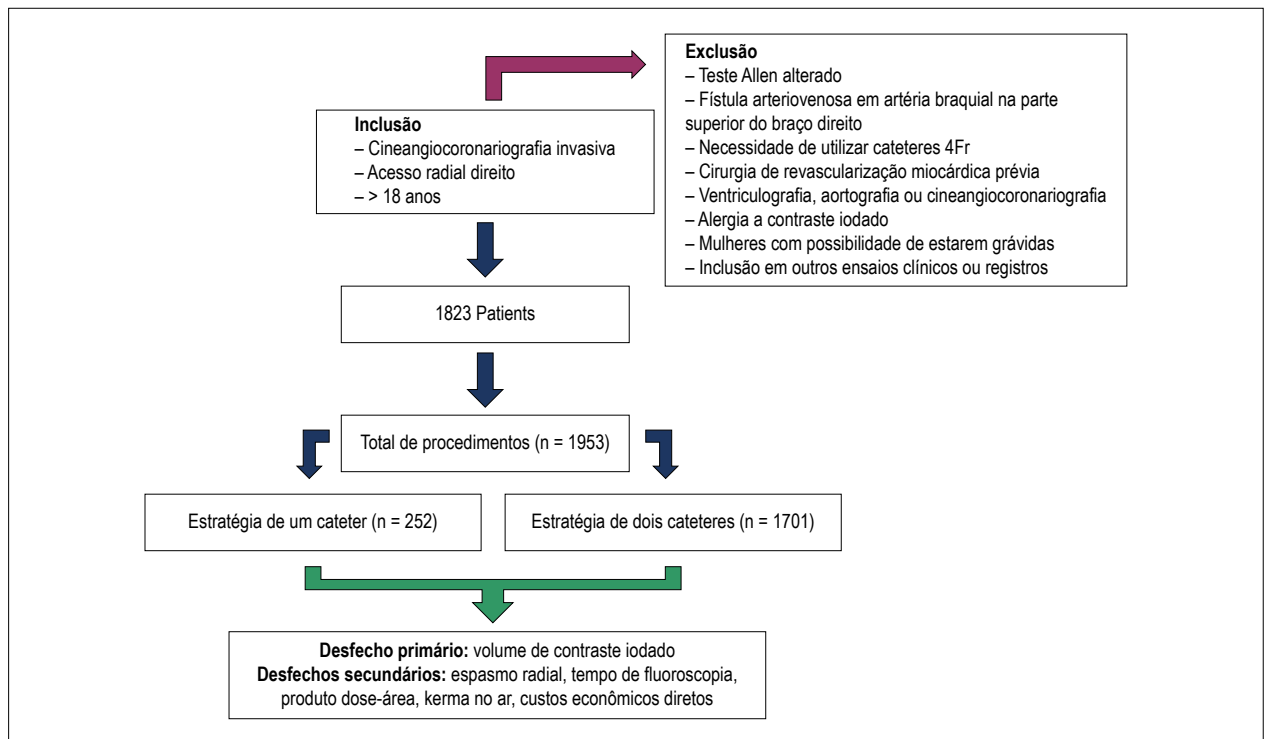 Inclusão
– Cineangiocoronariografia invasiva
– Acesso radial direito
– > 18 anos
Exclusão
– Teste Allen alterado
– Fístula arteriovenosa em artéria braquial na parte
superior do braço direito
– Necessidade de utilizar cateteres 4Fr
– Cirurgia de revascularização miocárdica prévia
– Ventriculografia, aortografia ou cineangiocoronariografia
– Alergia a contraste iodado
– Mulheres com possibilidade de estarem grávidas
– Inclusão em outros ensaios clínicos ou registros
1823 Patients
Total de procedimentos (n = 1953)
Estratégia de um cateter (n = 252)
Estratégia de dois cateteres (n = 1701)
Desfecho primário: volume de contraste iodado
Desfechos secundários: espasmo radial, tempo de fluoroscopia,
produto dose-área, kerma no ar, custos econômicos diretos